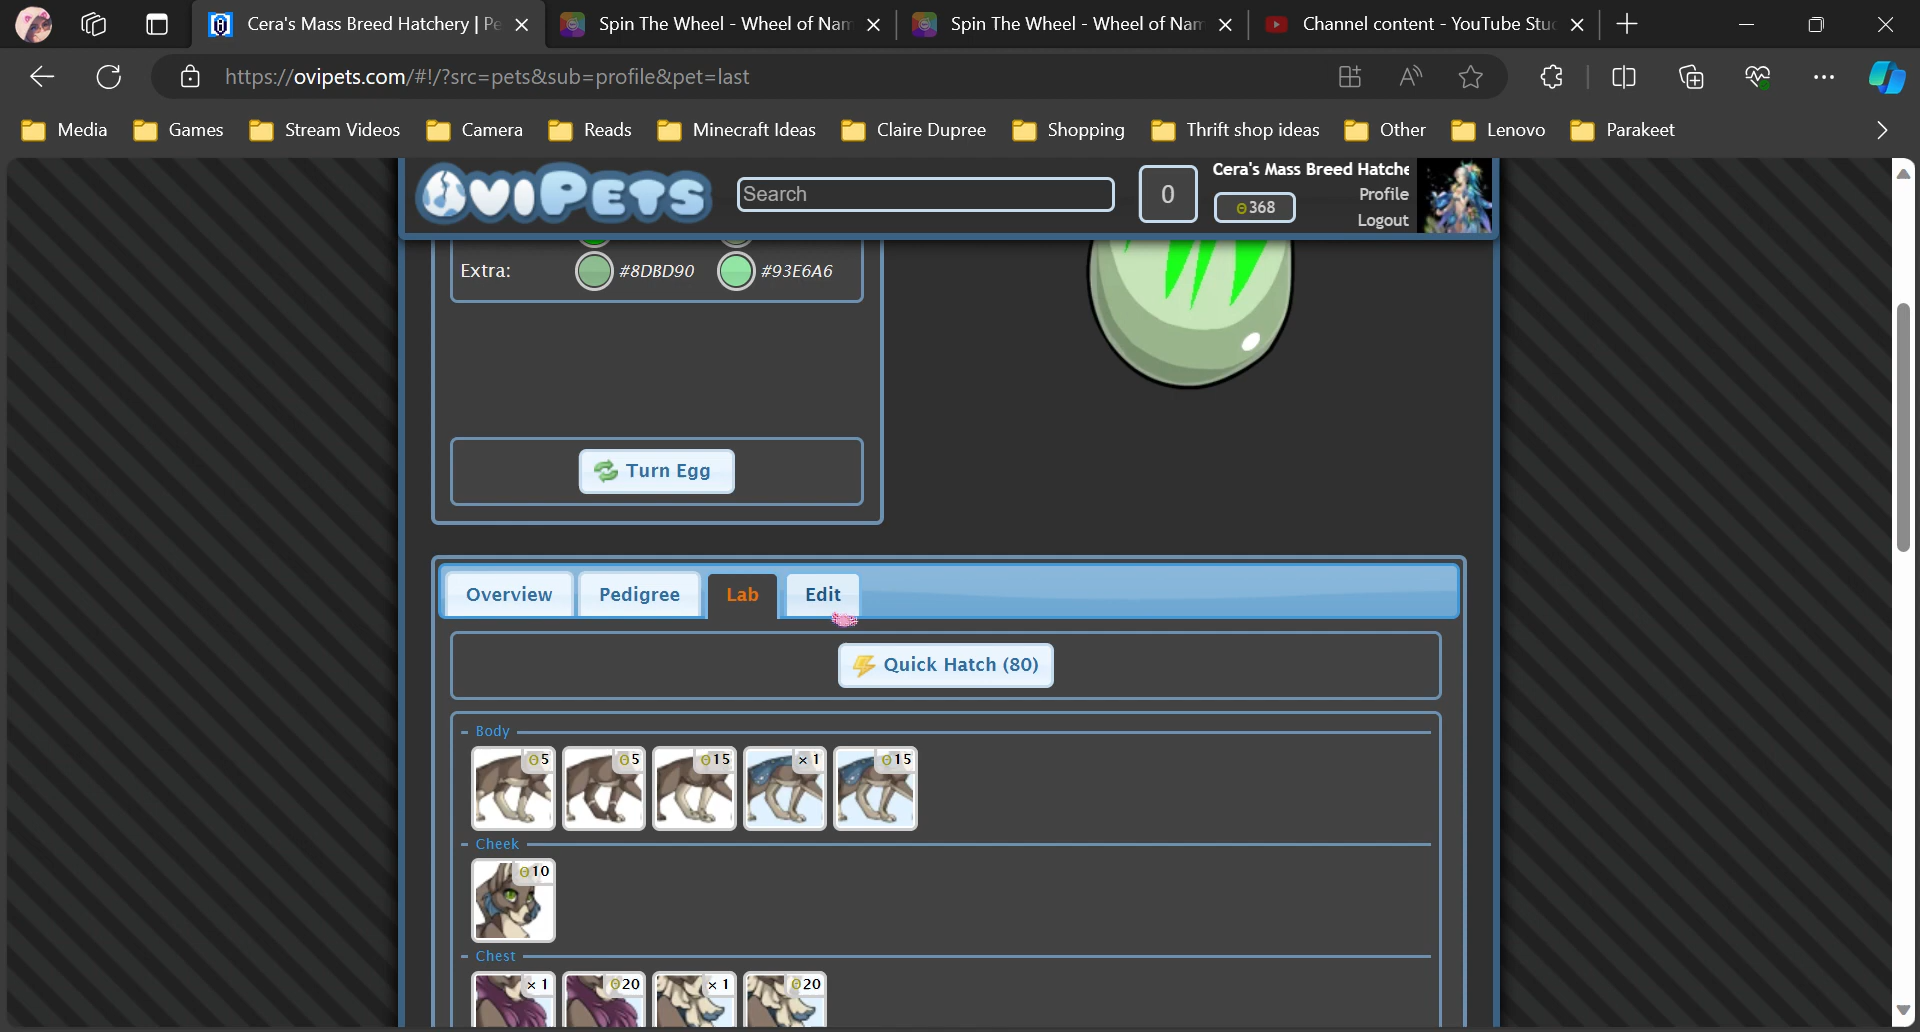 Cera's Mass Breed Hatchery | Pe
Spin The Wheel - Wheel of Nam
Spin The Wheel - Wheel of Nam
Channel content - YouTube Stu
https://ovipets.com/#!/?src=pets&sub=profile&pet=last
Media
Games
Stream Videos
Camera
Reads
Minecraft Ideas
Claire Dupree
Shopping
Thrift shop ideas
Other
Lenovo
Parakeet
OviPets
Search
0
Cera's Mass Breed Hatche
368
Profile
Logout
Extra: #8DBD90 #93E6A6
Turn Egg
Overview Pedigree Lab Edit
Quick Hatch (80)
Body
5 5 15 × 1 15
Cheek
10
Chest
× 1 20 × 1 20